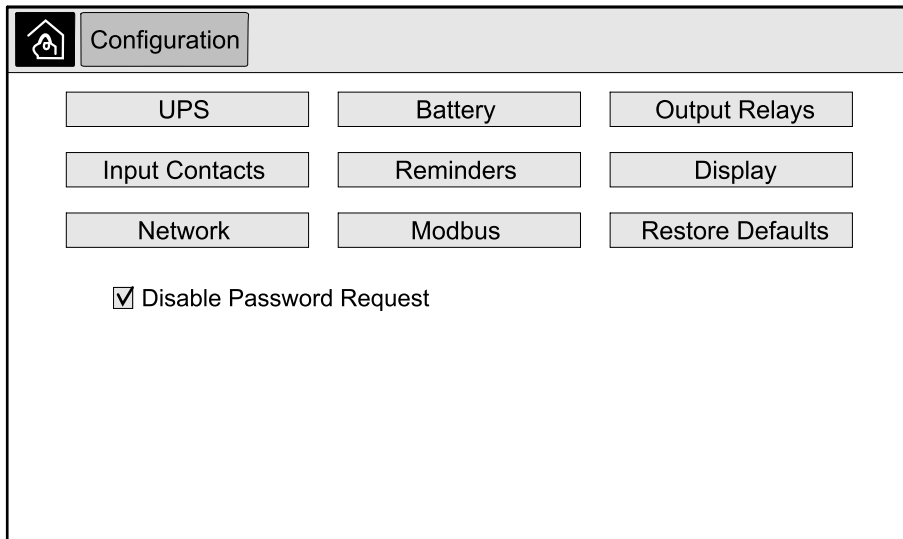 Configuration
UPS Battery Output Relays
Input Contacts Reminders Display
Network Modbus Restore Defaults
Disable Password Request